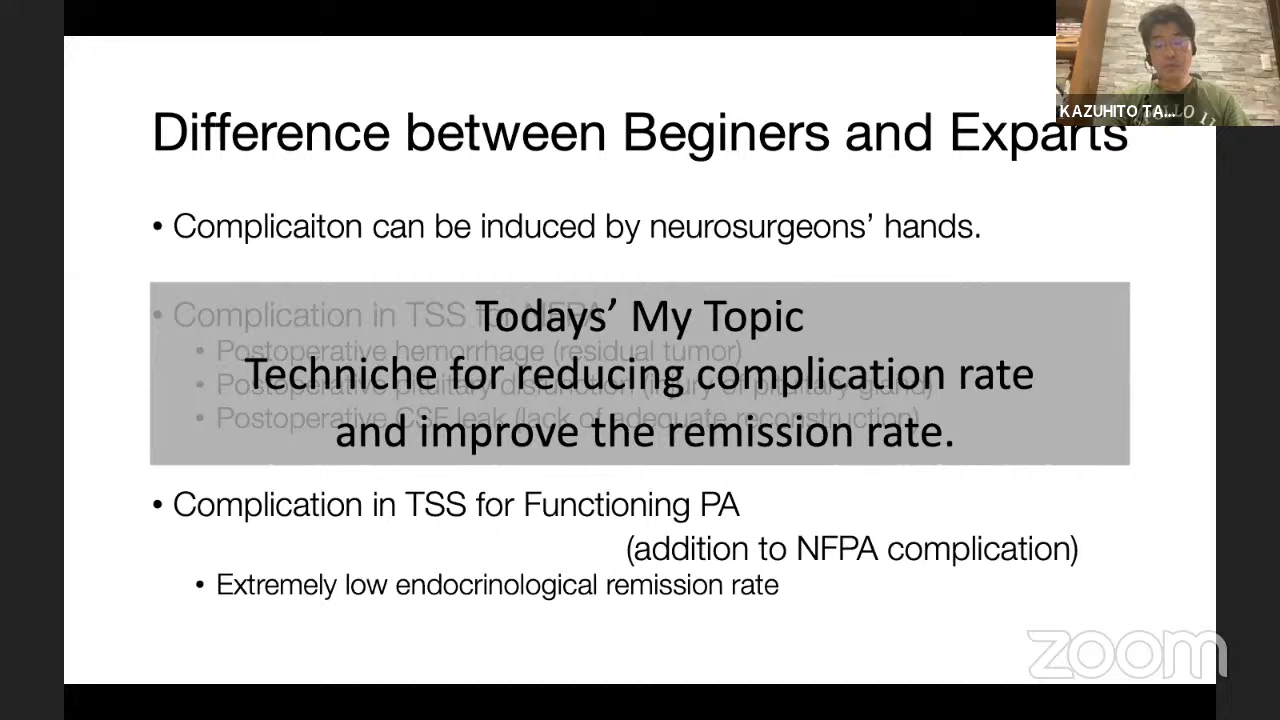 Difference between Beginers and Exparts
KAZUHITO TA...
• Complicaiton can be induced by neurosurgeons’ hands.
• Complication in TSS for NFPA
• Postoperative hemorrhage (residual tumor)
• Postoperative pituitary disfunction (injury of pituitary gland)
• Postoperative CSF leak (lack of adequate reconstruction)
Todays’ My Topic
Techniche for reducing complication rate
and improve the remission rate.
• Complication in TSS for Functioning PA
(addition to NFPA complication)
• Extremely low endocrinological remission rate
zoom